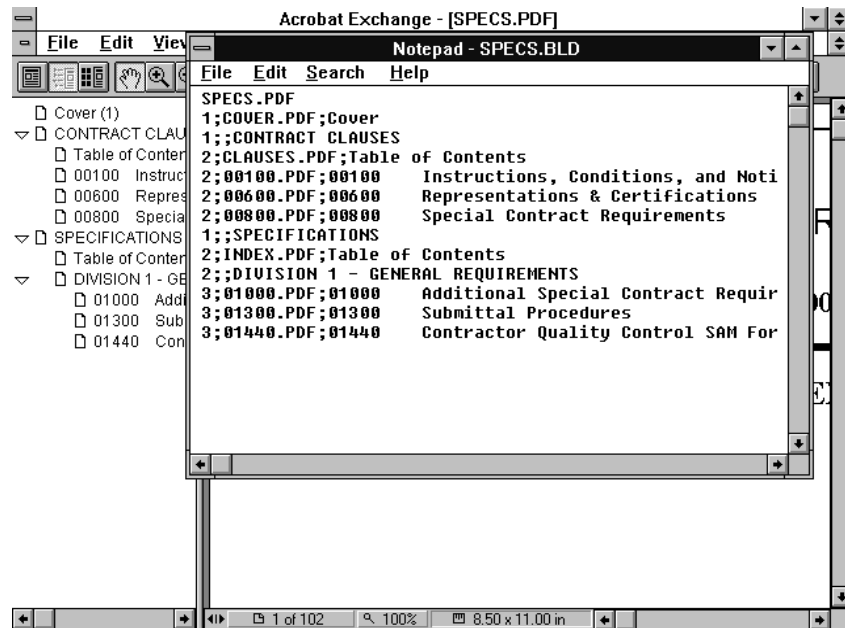 Acrobat Exchange - [SPECS.PDF]
File Edit View
Notepad - SPECS.BLD
File Edit Search Help
Cover (1)
CONTRACT CLAU
Table of Conten
00100 Instruc
00600 Repres
00800 Specia
SPECIFICATIONS
Table of Conten
DIVISION 1 - GE
01000 Addi
01300 Sub
01440 Con
SPECS.PDF
1;COVER.PDF;Cover
1;;CONTRACT CLAUSES
2;CLAUSES.PDF;Table of Contents
2;00100.PDF;00100 Instructions, Conditions, and Noti
2;00600.PDF;00600 Representations & Certifications
2;00800.PDF;00800 Special Contract Requirements
1;;SPECIFICATIONS
2;INDEX.PDF;Table of Contents
2;;DIVISION 1 - GENERAL REQUIREMENTS
3;01000.PDF;01000 Additional Special Contract Requir
3;01300.PDF;01300 Submittal Procedures
3;01440.PDF;01440 Contractor Quality Control SAM For
1 of 102 100% 8.50 x 11.00 in